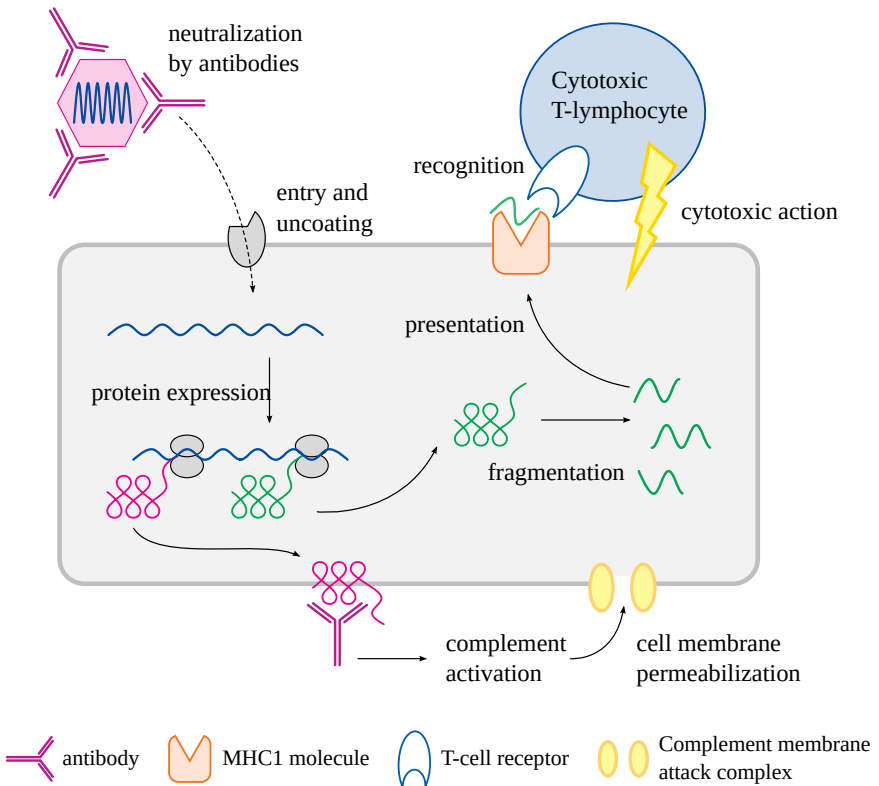 neutralization
by antibodies
Cytotoxic
T-lymphocyte
recognition
entry and
uncoating
cytotoxic action
presentation
protein expression
fragmentation
complement
activation
cell membrane
permeabilization
antibody
MHC1 molecule
T-cell receptor
Complement membrane
attack complex